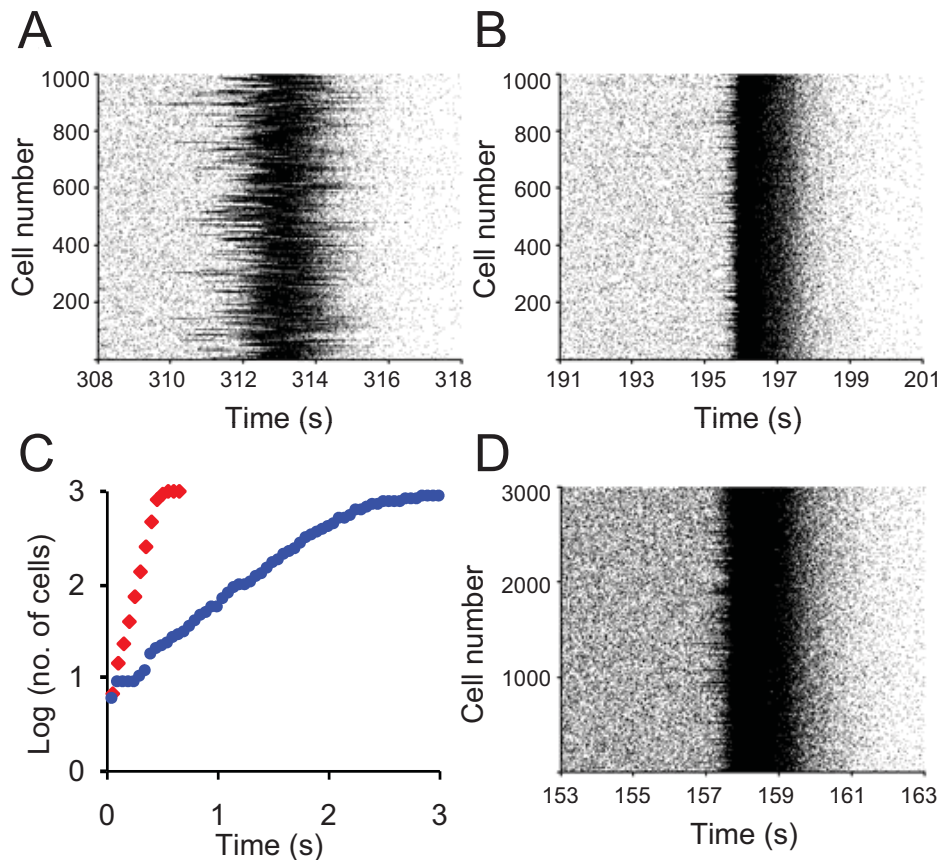 A
1000
800
600
400
200
Cell number
308 310 312 314 316 318
Time (s)
B
1000
800
600
400
200
Cell number
191 193 195 197 199 201
Time (s)
C
3
2
1
0
Log (no. of cells)
0 1 2 3
Time (s)
D
3000
2000
1000
Cell number
153 155 157 159 161 163
Time (s)